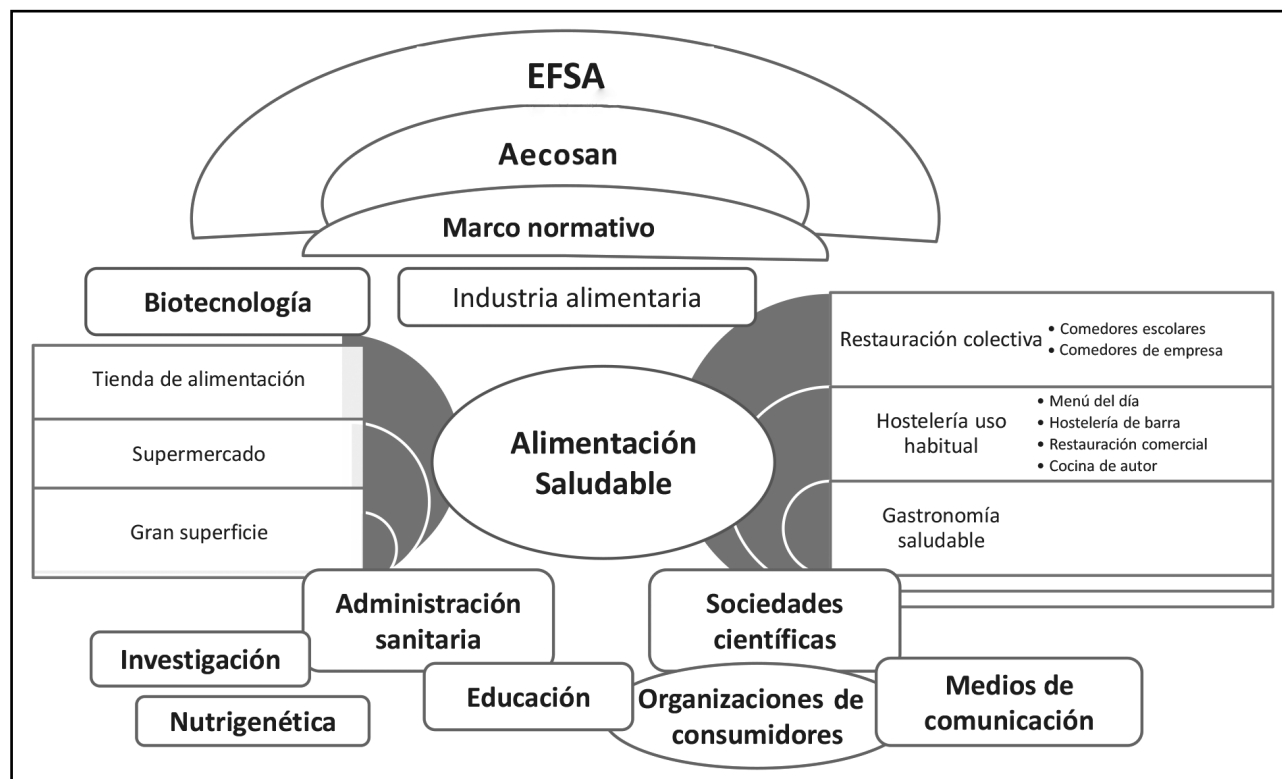 EFSA
Aecosan
Marco normativo
Biotecnología
Industria alimentaria
Tienda de alimentación
Supermercado
Gran superficie
Alimentación
Saludable
Restauración colectiva
• Comedores escolares
• Comedores de empresa
Hostelería uso
habitual
• Menú del día
• Hostelería de barra
• Restauración comercial
• Cocina de autor
Gastronomía
saludable
Administración
sanitaria
Sociedades
científicas
Investigación
Nutrigenética
Educación
Organizaciones de
consumidores
Medios de
comunicación